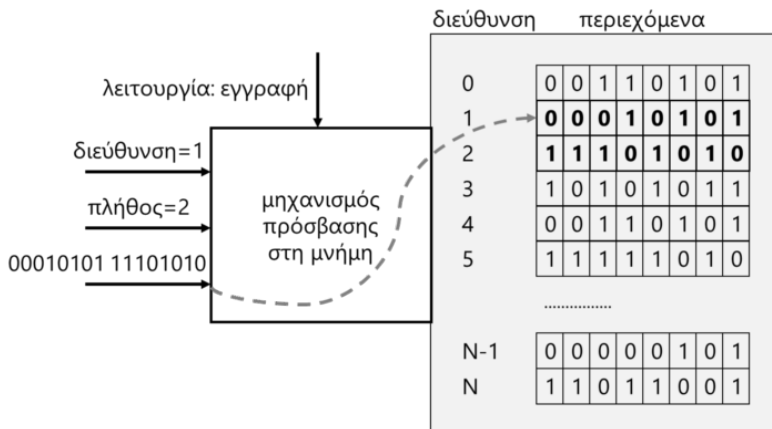 διεύθυνση περιεχόμενα
λειτουργία: εγγραφή
διεύθυνση=1
πλήθος=2
00010101 11101010
μηχανισμός
πρόσβασης
στη μνήμη
0 0 0 1 1 0 1 0 1
1 0 0 0 1 0 1 0 1
2 1 1 1 0 1 0 1 0
3 1 0 1 0 1 0 1 1
4 0 0 1 1 0 1 0 1
5 1 1 1 1 1 0 1 0
................
N-1 0 0 0 0 0 1 0 1
N 1 1 0 1 1 0 0 1